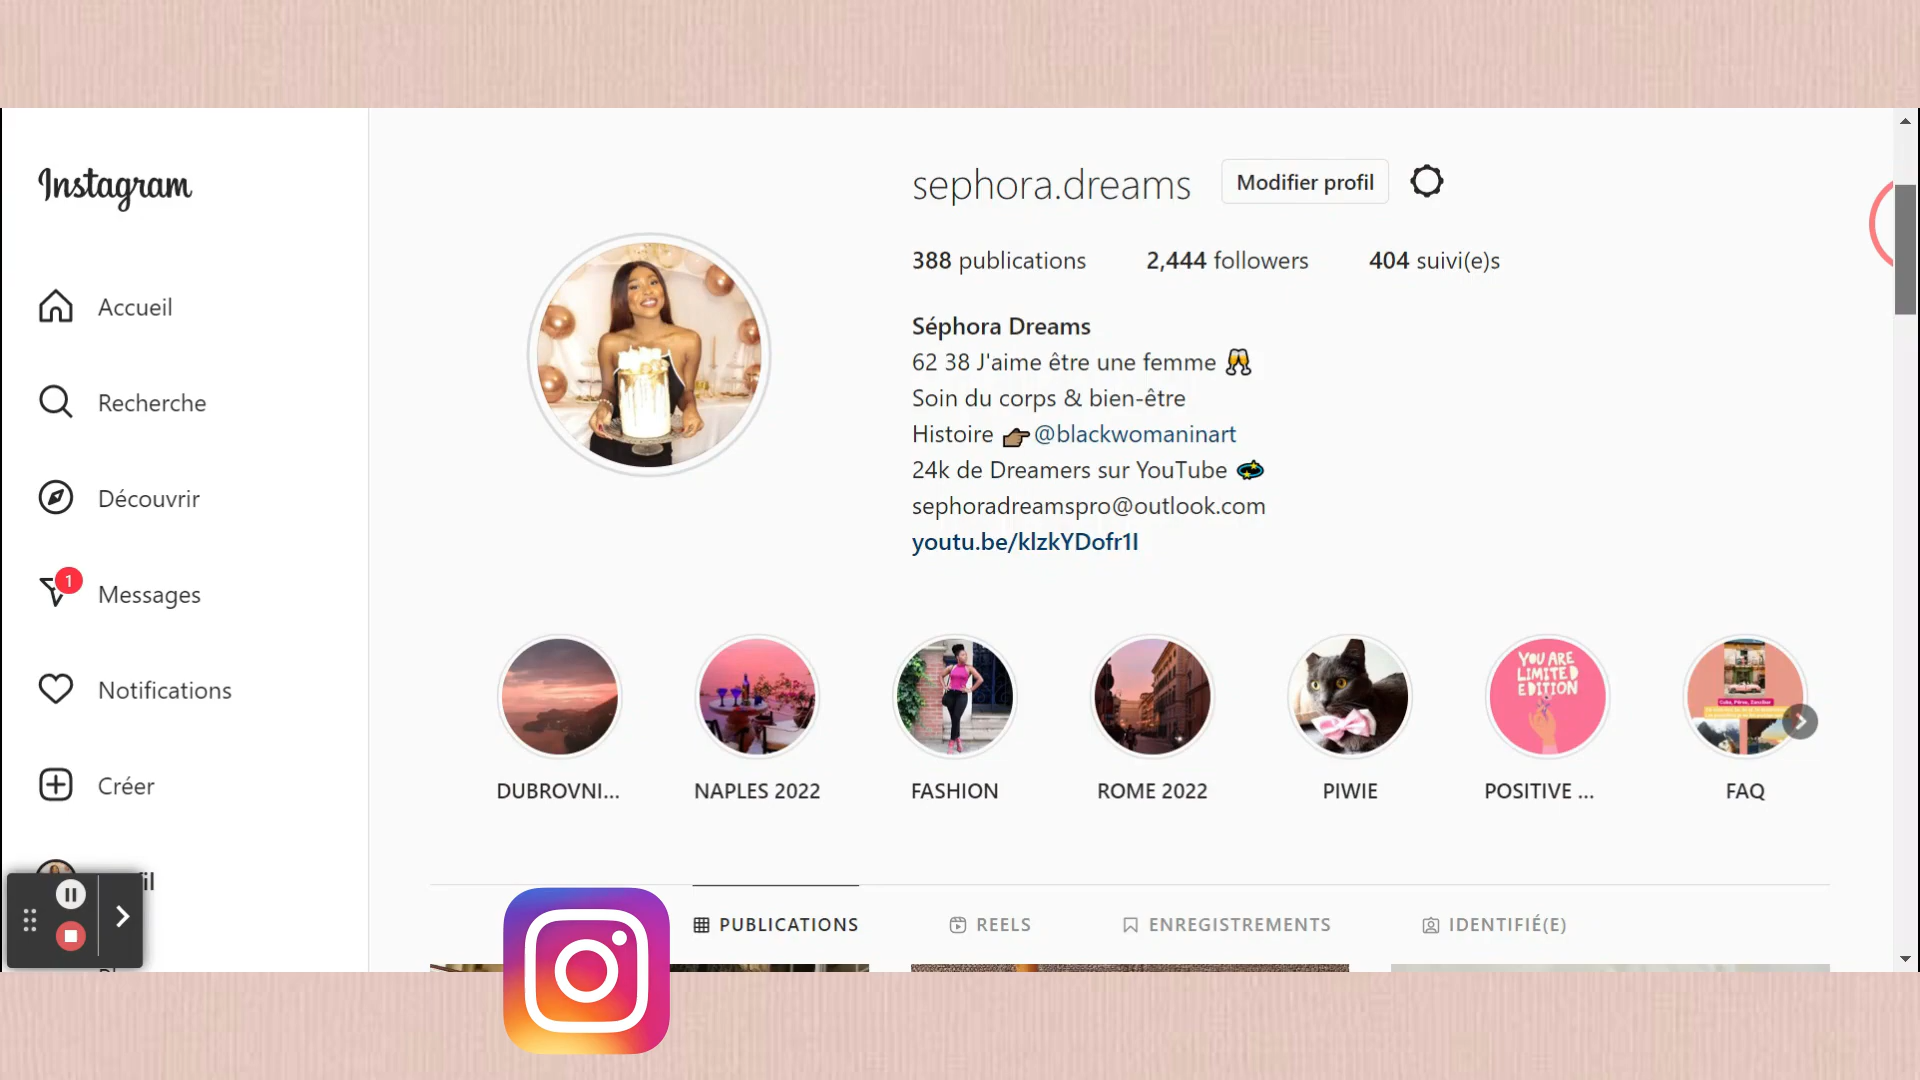 Instagram
Accueil
Recherche
Découvrir
1
Messages
Notifications
Créer
sephora.dreams
Modifier profil
388 publications
2,444 followers
404 suivi(e)s
Séphora Dreams
62 38 J'aime être une femme 🥂
Soin du corps & bien-être
Histoire 👉🏾 @blackwomaninart
24k de Dreamers sur YouTube 💫
sephoradreamspro@outlook.com
youtu.be/klzkYDofr1I
YOU ARE
LIMITED
EDITION
DUBROVNI...
NAPLES 2022
FASHION
ROME 2022
PIWIE
POSITIVE ...
FAQ
PUBLICATIONS
REELS
ENREGISTREMENTS
IDENTIFIÉ(E)